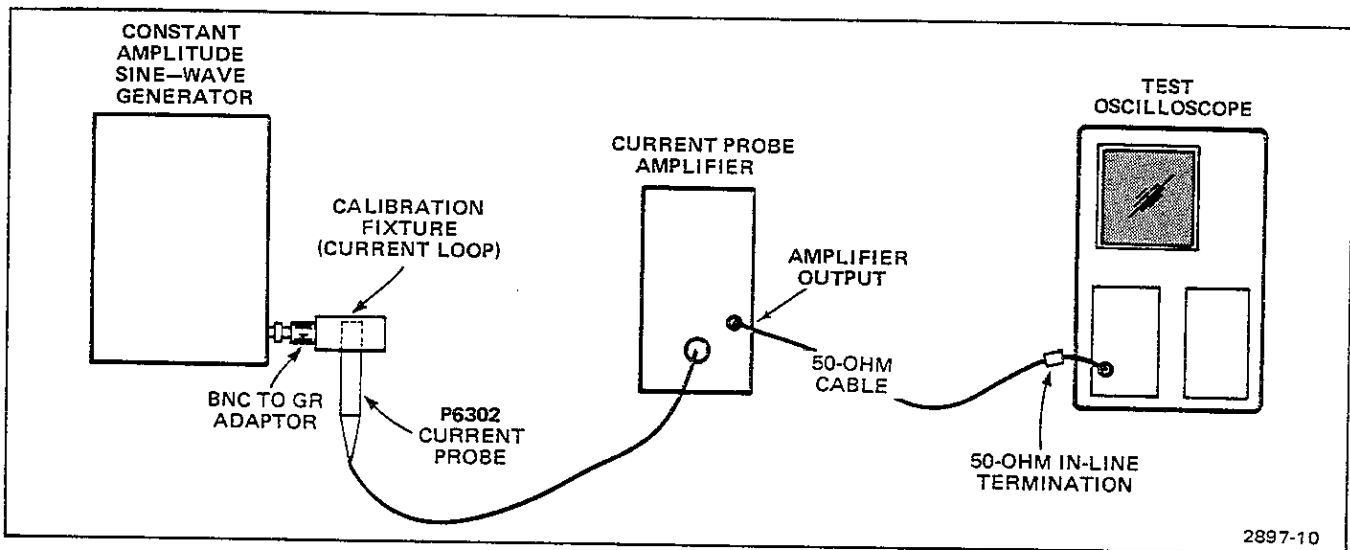 CONSTANT
AMPLITUDE
SINE—WAVE
GENERATOR
CALIBRATION
FIXTURE
(CURRENT LOOP)
BNC TO GR
ADAPTOR
P6302
CURRENT
PROBE
CURRENT PROBE
AMPLIFIER
AMPLIFIER
OUTPUT
50-OHM
CABLE
TEST
OSCILLOSCOPE
50-OHM IN-LINE
TERMINATION
2897-10